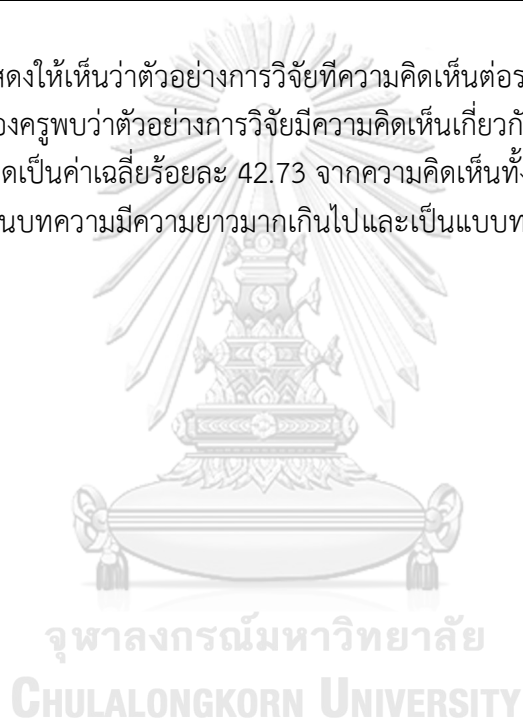 สดงให้เห็นว่าตัวอย่างการวิจัยที่ความคิดเห็นต่อร
องครูพบว่าตัวอย่างการวิจัยมีความคิดเห็นเกี่ยวกั
ดเป็นค่าเฉลี่ยร้อยละ 42.73 จากความคิดเห็นทั้
นบทความมีความยาวมากเกินไปและเป็นแบบท
จุฬาลงกรณ์มหาวิทยาลัย
CHULALONGKORN UNIVERSITY